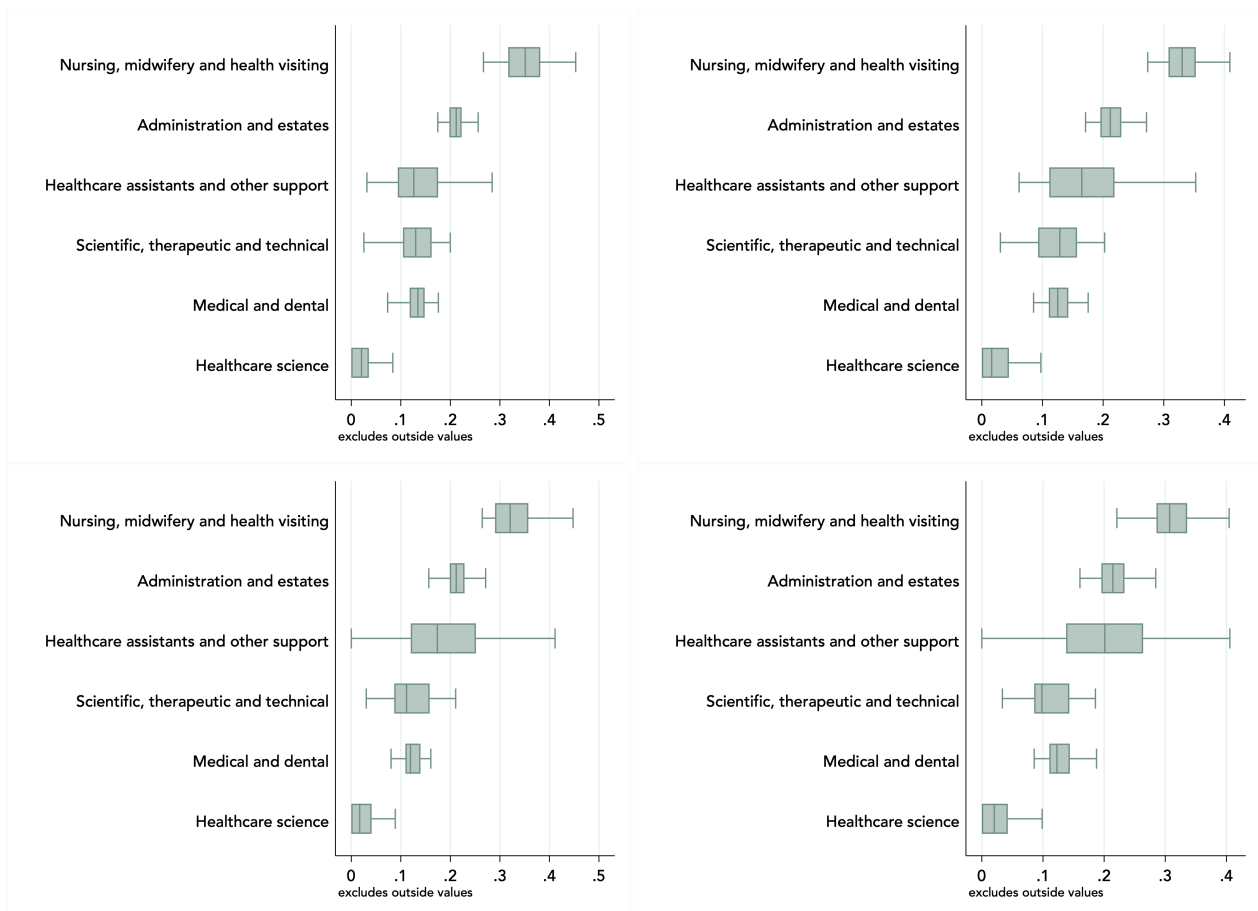 Nursing, midwifery and health visiting
Administration and estates
Healthcare assistants and other support
Scientific, therapeutic and technical
Medical and dental
Healthcare science
0 .1 .2 .3 .4 .5
excludes outside values
Nursing, midwifery and health visiting
Administration and estates
Healthcare assistants and other support
Scientific, therapeutic and technical
Medical and dental
Healthcare science
0 .1 .2 .3 .4
excludes outside values
Nursing, midwifery and health visiting
Administration and estates
Healthcare assistants and other support
Scientific, therapeutic and technical
Medical and dental
Healthcare science
0 .1 .2 .3 .4 .5
excludes outside values
Nursing, midwifery and health visiting
Administration and estates
Healthcare assistants and other support
Scientific, therapeutic and technical
Medical and dental
Healthcare science
0 .1 .2 .3 .4
excludes outside values